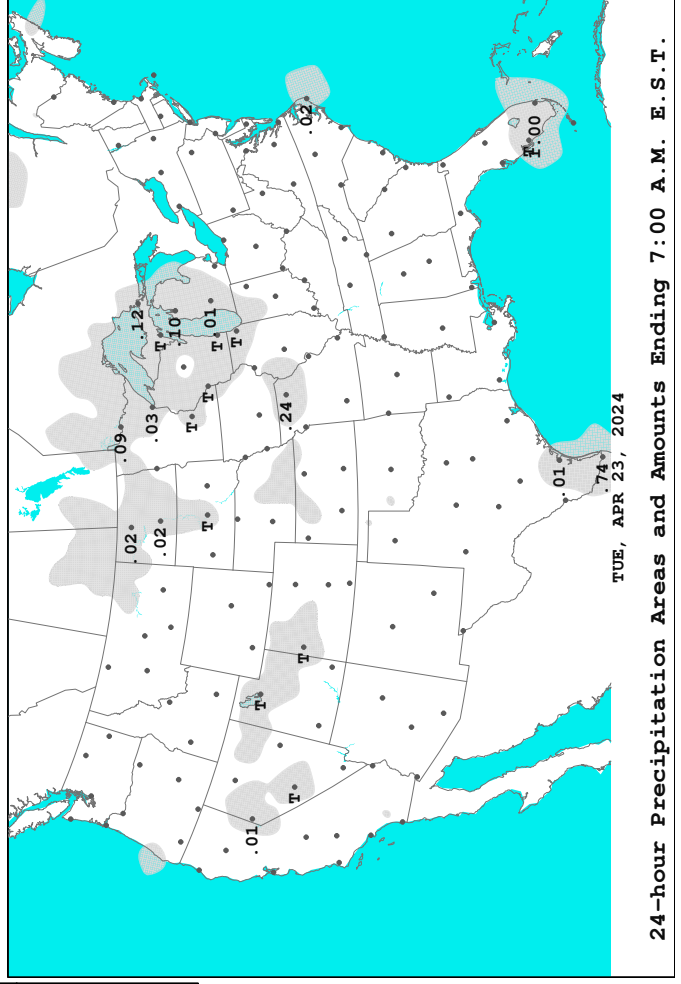 .09
.02
.12
.03
.02
T
.10
T
T
T
.01
T
T
.01
T
.24
T
T
.02
T
1.00
.01
.74
TUE, APR 23, 2024
24-hour Precipitation Areas and Amounts Ending 7:00 A.M. E.S.T.